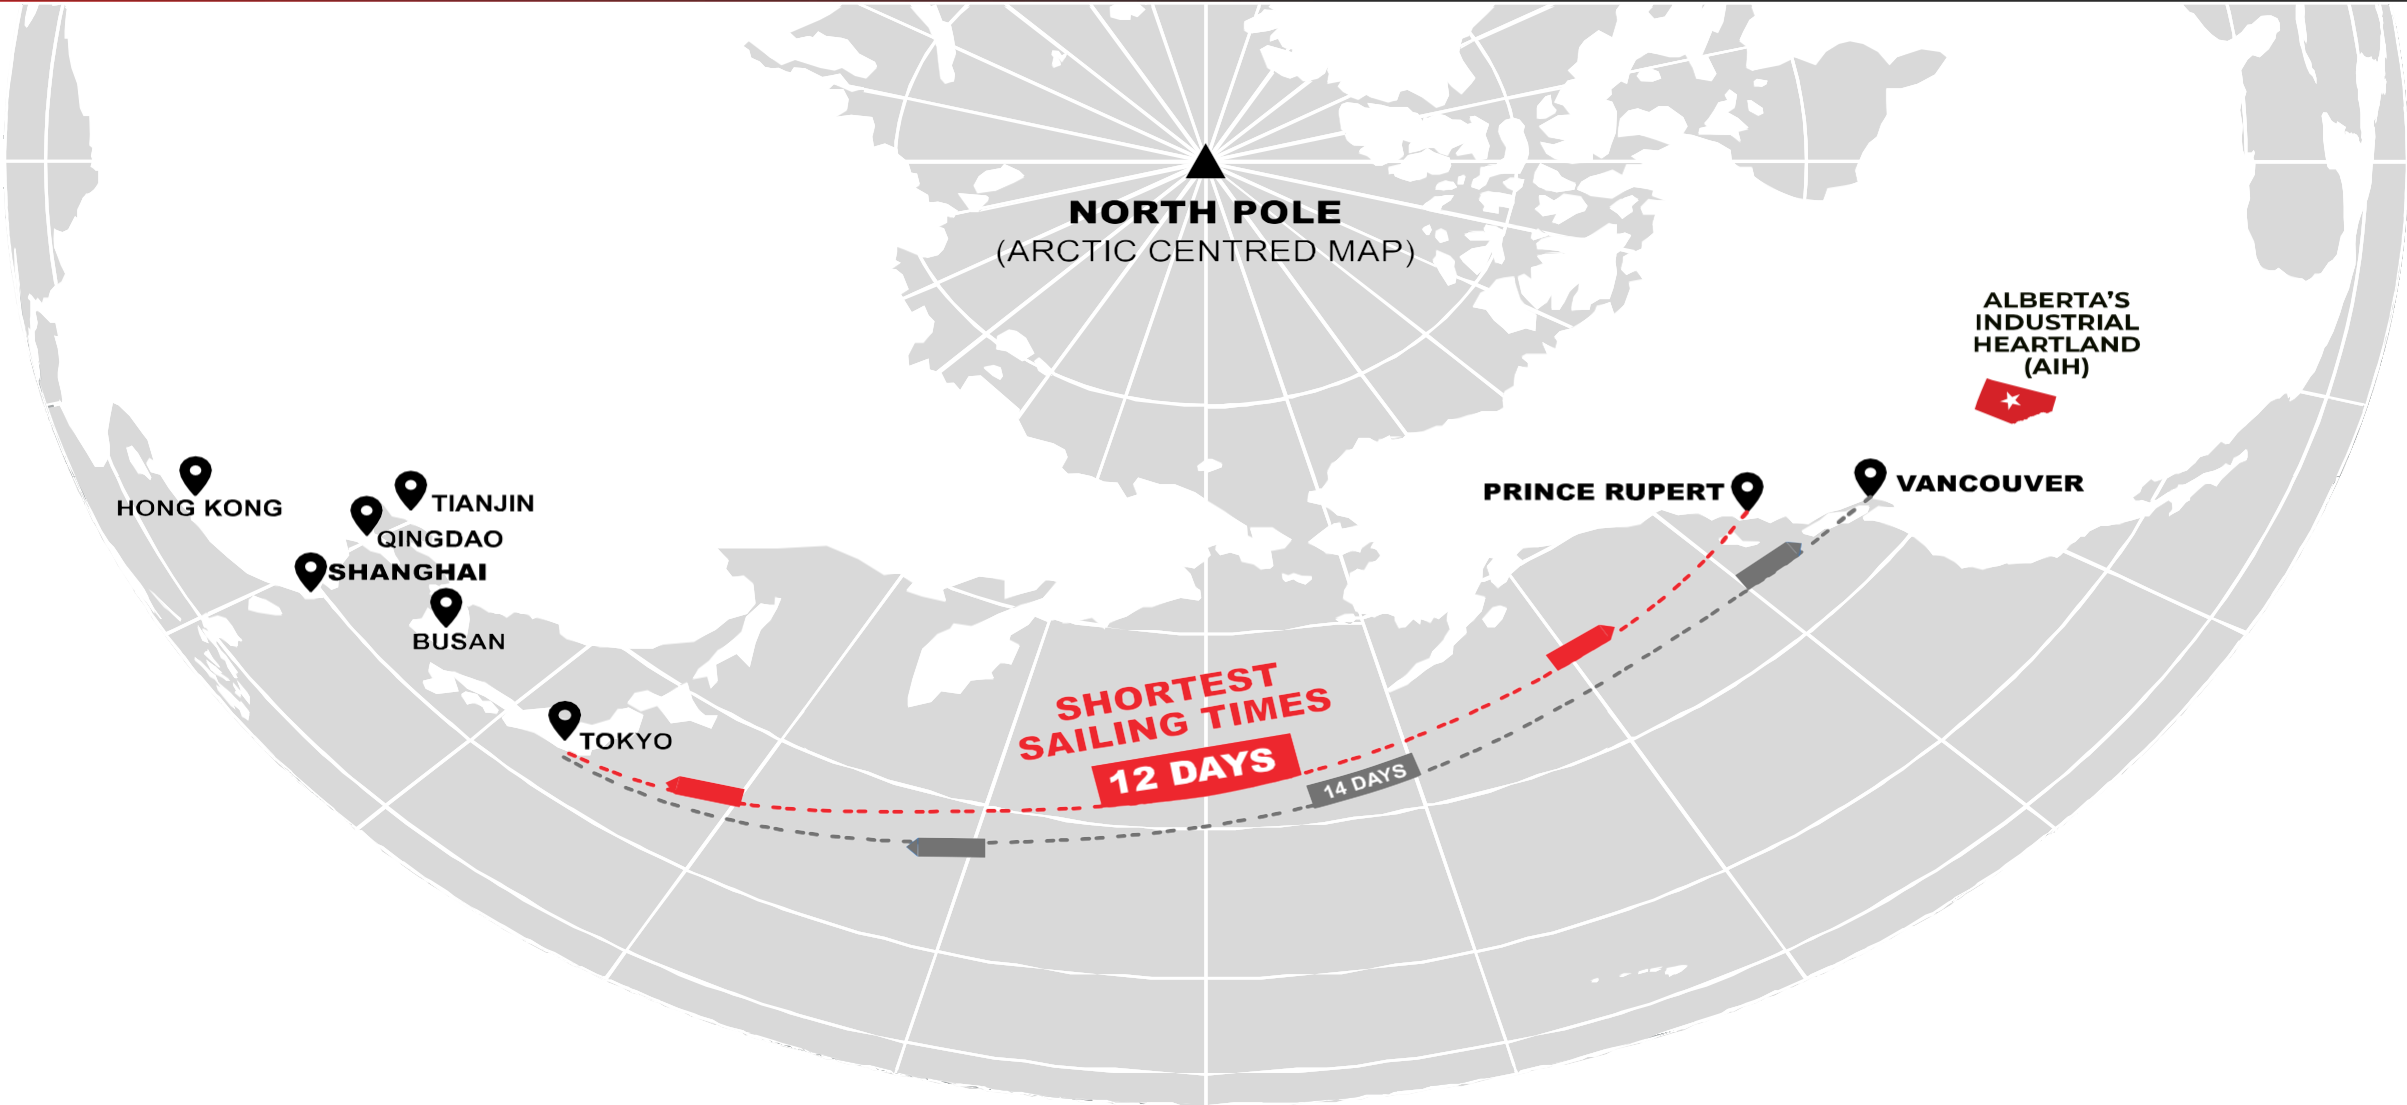 NORTH POLE
(ARCTIC CENTRED MAP)
ALBERTA'S
INDUSTRIAL
HEARTLAND
(AIH)
HONG KONG
TIANJIN
QINGDAO
SHANGHAI
BUSAN
TOKYO
PRINCE RUPERT
VANCOUVER
SHORTEST
SAILING TIMES
12 DAYS
14 DAYS